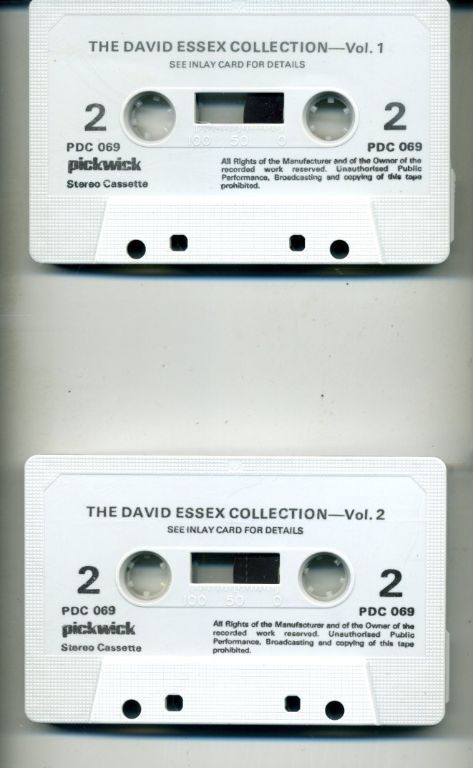 THE DAVID ESSEX COLLECTION—Vol. 1
SEE INLAY CARD FOR DETAILS
2 2
100 50 0
PDC 069 PDC 069
pickwick
Stereo Cassette
All Rights of the Manufacturer and of the Owner of the
recorded work reserved. Unauthorised Public
Performance, Broadcasting and copying of this tape
prohibited.
THE DAVID ESSEX COLLECTION—Vol. 2
SEE INLAY CARD FOR DETAILS
2 2
100 50 0
PDC 069 PDC 069
pickwick
Stereo Cassette
All Rights of the Manufacturer and of the Owner of the
recorded work reserved. Unauthorised Public
Performance, Broadcasting and copying of this tape
prohibited.